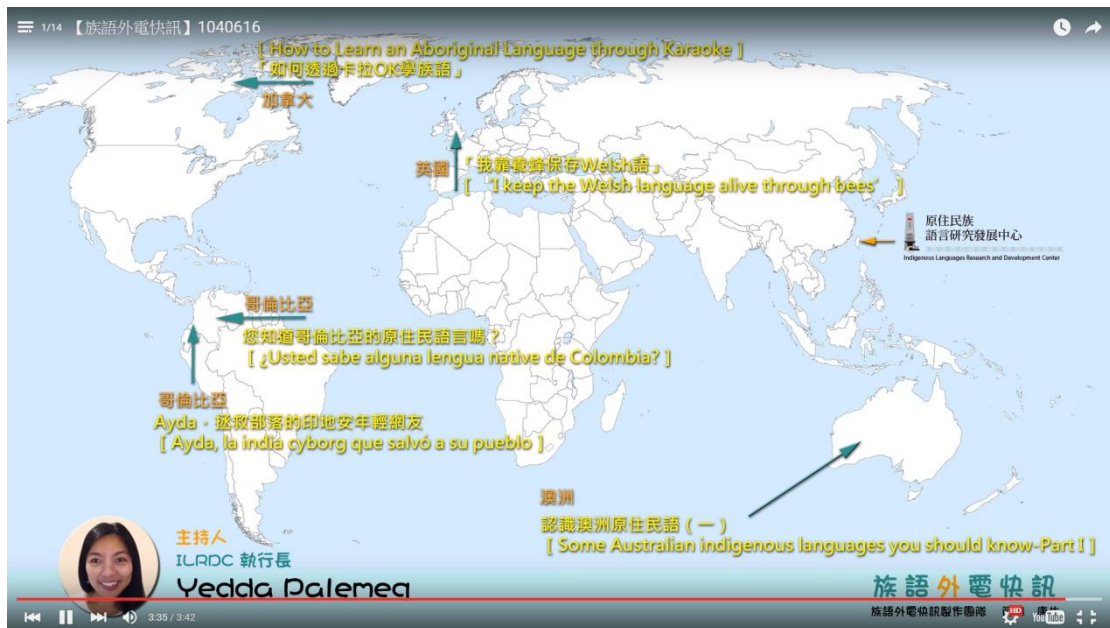 1/14 【族語外電快訊】1040616
[ How to Learn an Aboriginal Language through Karaoke ]
「如何透過卡拉OK學族語」
加拿大
英國
「我靠養蜂保存Welsh語」
[ ‘I keep the Welsh language alive through bees’ ]
原住民族
語言研究發展中心
Indigenous Languages Research and Development Center
哥倫比亞
您知道哥倫比亞的原住民語言嗎？
[ ¿Usted sabe alguna lengua native de Colombia? ]
哥倫比亞
Ayda．拯救部落的印地安年輕網友
[ Ayda, la india cyborg que salvó a su pueblo ]
澳洲
認識澳洲原住民語（一）
[ Some Australian indigenous languages you should know-Part I ]
主持人
ILRDC 執行長
Yedda Palemeq
族語外電快訊
族語外電快訊製作團隊
3:35 / 3:42
HD
YouTube